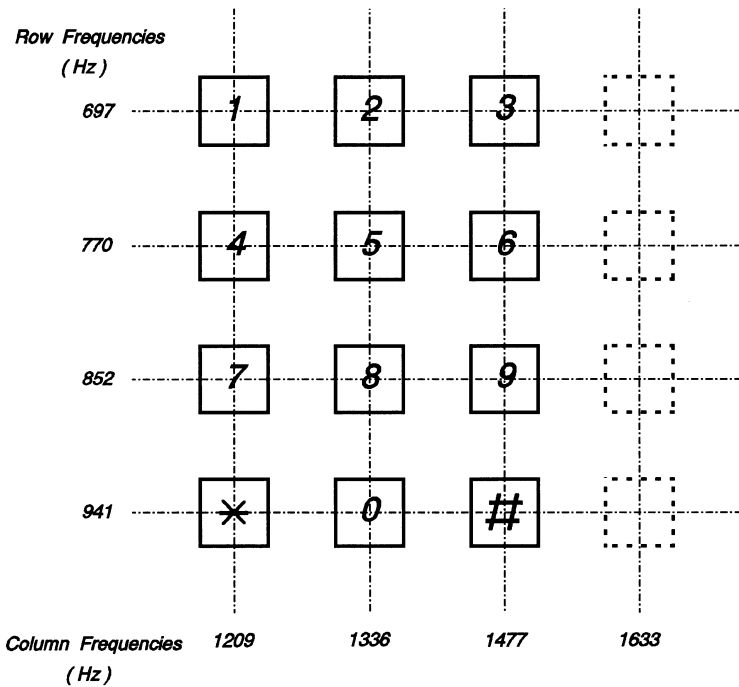 Row Frequencies
(Hz)
697 1 2 3
770 4 5 6
852 7 8 9
941 * 0 #
Column Frequencies 1209 1336 1477 1633
(Hz)